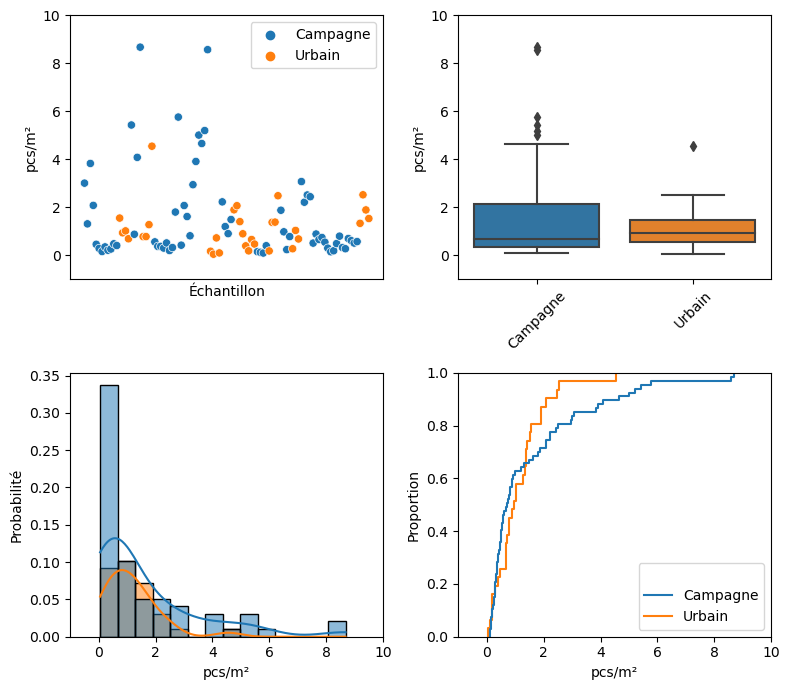 10
8
6
4
2
0
pcs/m²
Campagne
Urbain
Échantillon
10
8
6
4
2
0
pcs/m²
Campagne
Urbain
0.35
0.30
0.25
0.20
0.15
0.10
0.05
0.00
Probabilité
0 2 4 6 8 10
pcs/m²
1.0
0.8
0.6
0.4
0.2
0.0
Proportion
Campagne
Urbain
0 2 4 6 8 10
pcs/m²